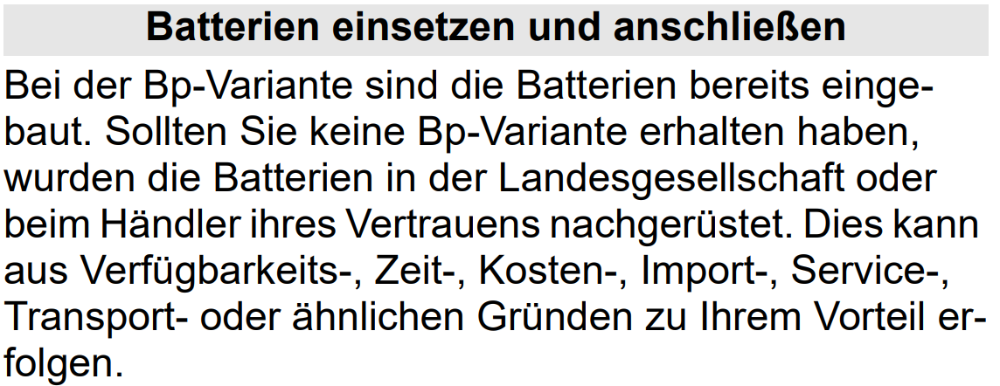 Batterien einsetzen und anschließen
Bei der Bp-Variante sind die Batterien bereits einge-
baut. Sollten Sie keine Bp-Variante erhalten haben,
wurden die Batterien in der Landesgesellschaft oder
beim Händler ihres Vertrauens nachgerüstet. Dies kann
aus Verfügbarkeits-, Zeit-, Kosten-, Import-, Service-,
Transport- oder ähnlichen Gründen zu Ihrem Vorteil er-
folgen.